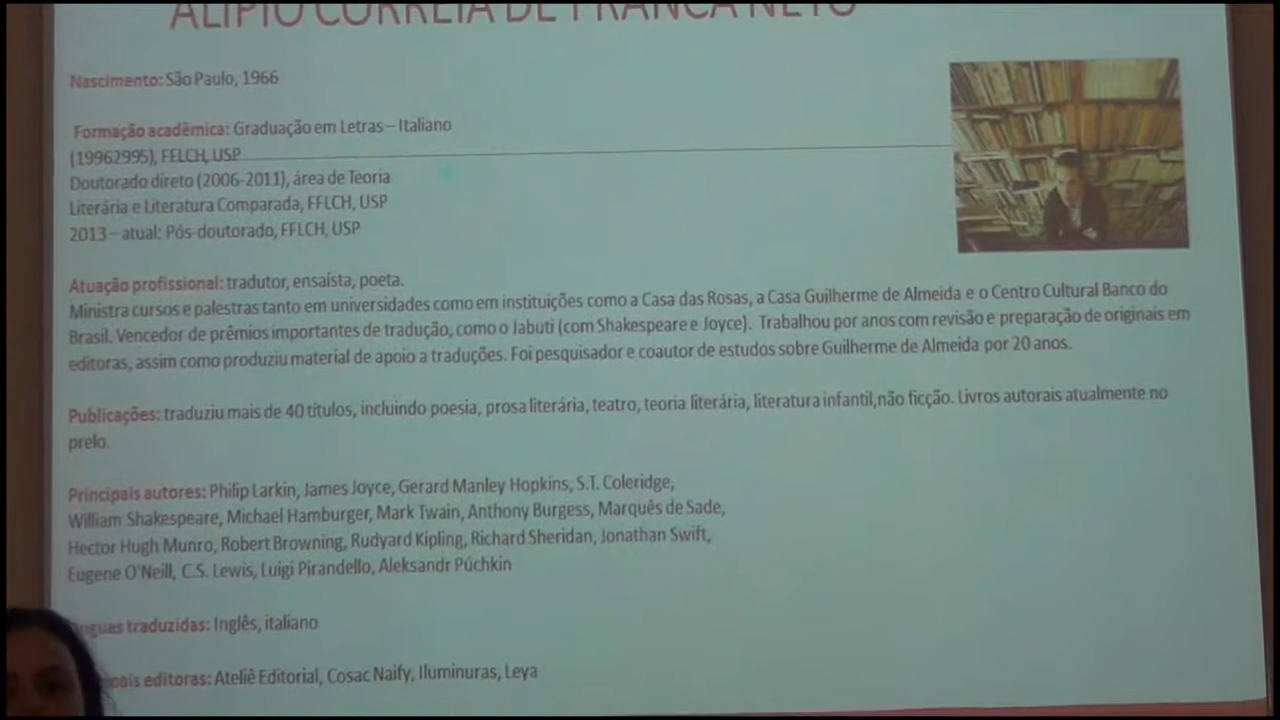 ALÍPIO CORREIA DE FRANCA NETO
Nascimento: São Paulo, 1966
Formação acadêmica: Graduação em Letras – Italiano
(19962995), FFLCH, USP
Doutorado direto (2006-2011), área de Teoria
Literária e Literatura Comparada, FFLCH, USP
2013 – atual: Pós-doutorado, FFLCH, USP
Atuação profissional: tradutor, ensaísta, poeta.
Ministra cursos e palestras tanto em universidades como em instituições como a Casa das Rosas, a Casa Guilherme de Almeida e o Centro Cultural Banco do
Brasil. Vencedor de prêmios importantes de tradução, como o Jabuti (com Shakespeare e Joyce). Trabalhou por anos com revisão e preparação de originais em
editoras, assim como produziu material de apoio a traduções. Foi pesquisador e coautor de estudos sobre Guilherme de Almeida por 20 anos.
Publicações: traduziu mais de 40 títulos, incluindo poesia, prosa literária, teatro, teoria literária, literatura infantil,não ficção. Livros autorais atualmente no
prelo.
Principais autores: Philip Larkin, James Joyce, Gerard Manley Hopkins, S.T. Coleridge,
William Shakespeare, Michael Hamburger, Mark Twain, Anthony Burgess, Marquês de Sade,
Hector Hugh Munro, Robert Browning, Rudyard Kipling, Richard Sheridan, Jonathan Swift,
Eugene O'Neill, C.S. Lewis, Luigi Pirandello, Aleksandr Púchkin
traduzidas: Inglês, italiano
editoras: Ateliê Editorial, Cosac Naify, Iluminuras, Leya